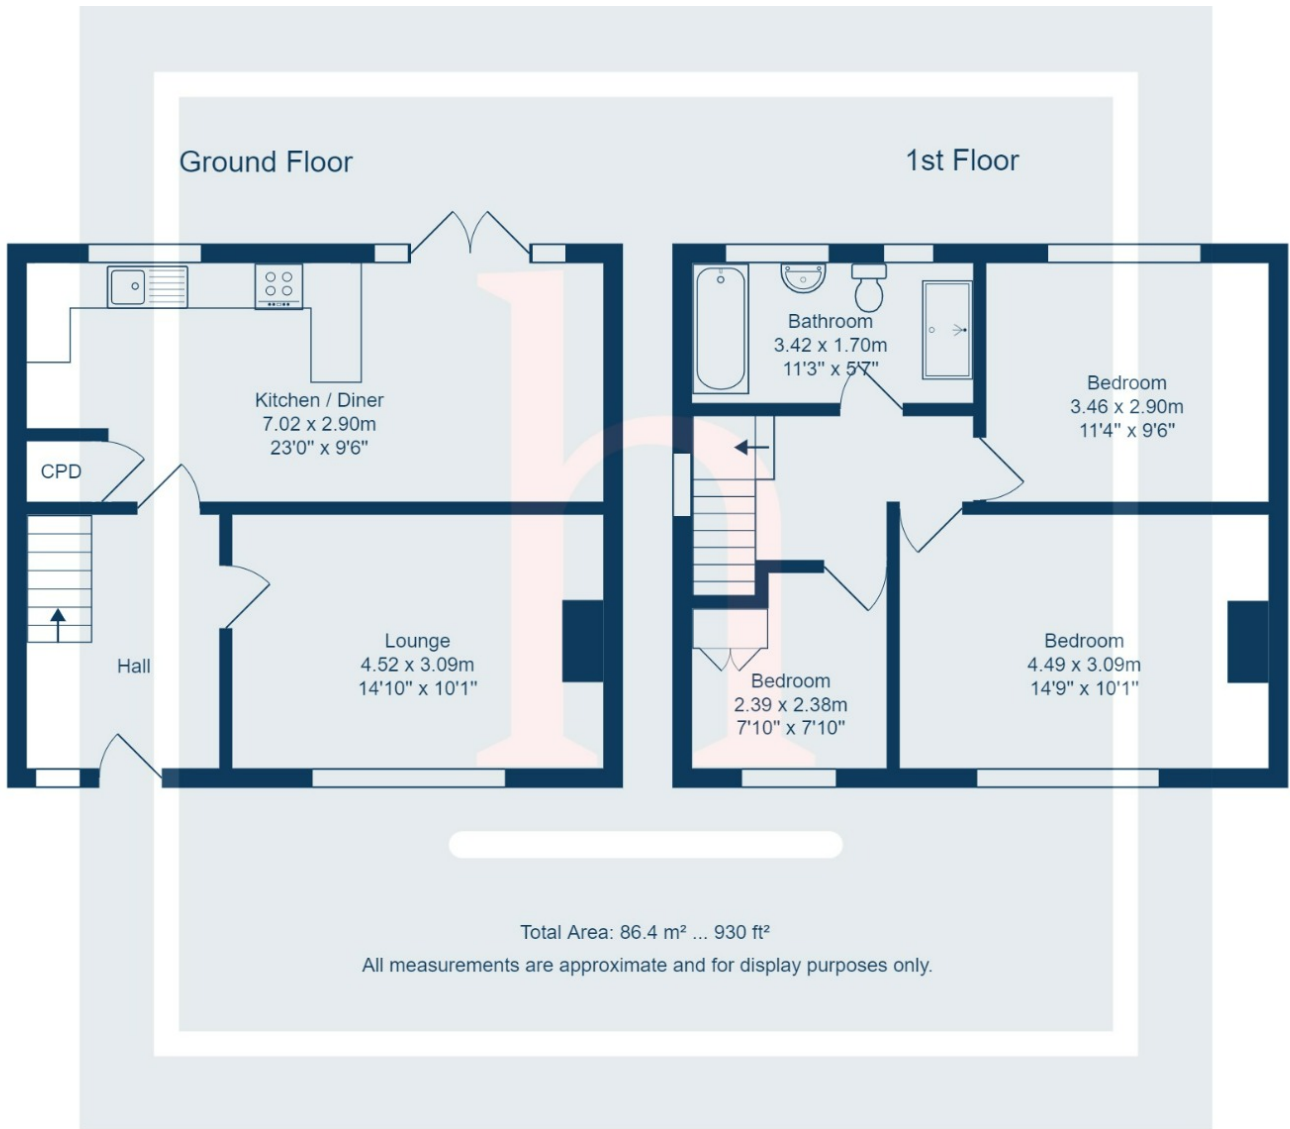 Ground Floor
1st Floor
Kitchen / Diner
7.02 x 2.90m
23'0" x 9'6"
CPD
Hall
Lounge
4.52 x 3.09m
14'10" x 10'1"
Bathroom
3.42 x 1.70m
11'3" x 5'7"
Bedroom
3.46 x 2.90m
11'4" x 9'6"
Bedroom
4.49 x 3.09m
14'9" x 10'1"
Bedroom
2.39 x 2.38m
7'10" x 7'10"
h
Total Area: 86.4 m² ... 930 ft²
All measurements are approximate and for display purposes only.